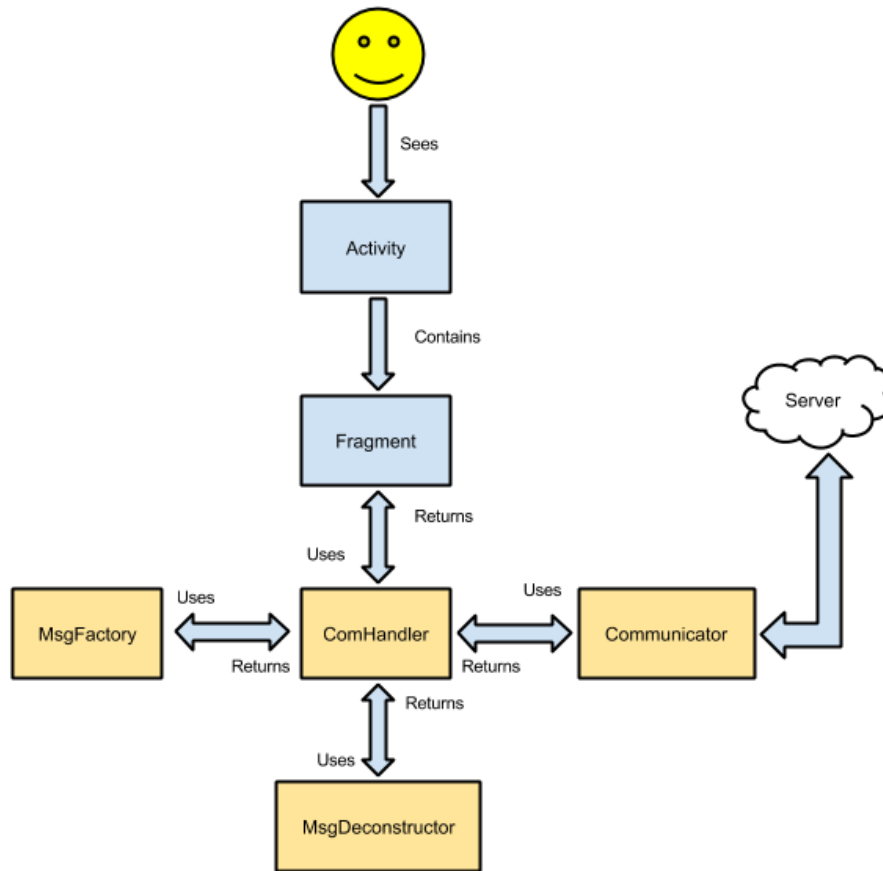 Sees
Activity
Contains
Server
Fragment
Returns
Uses
Uses
Uses
MsgFactory
ComHandler
Communicator
Returns
Returns
Returns
Uses
MsgDeconstructor